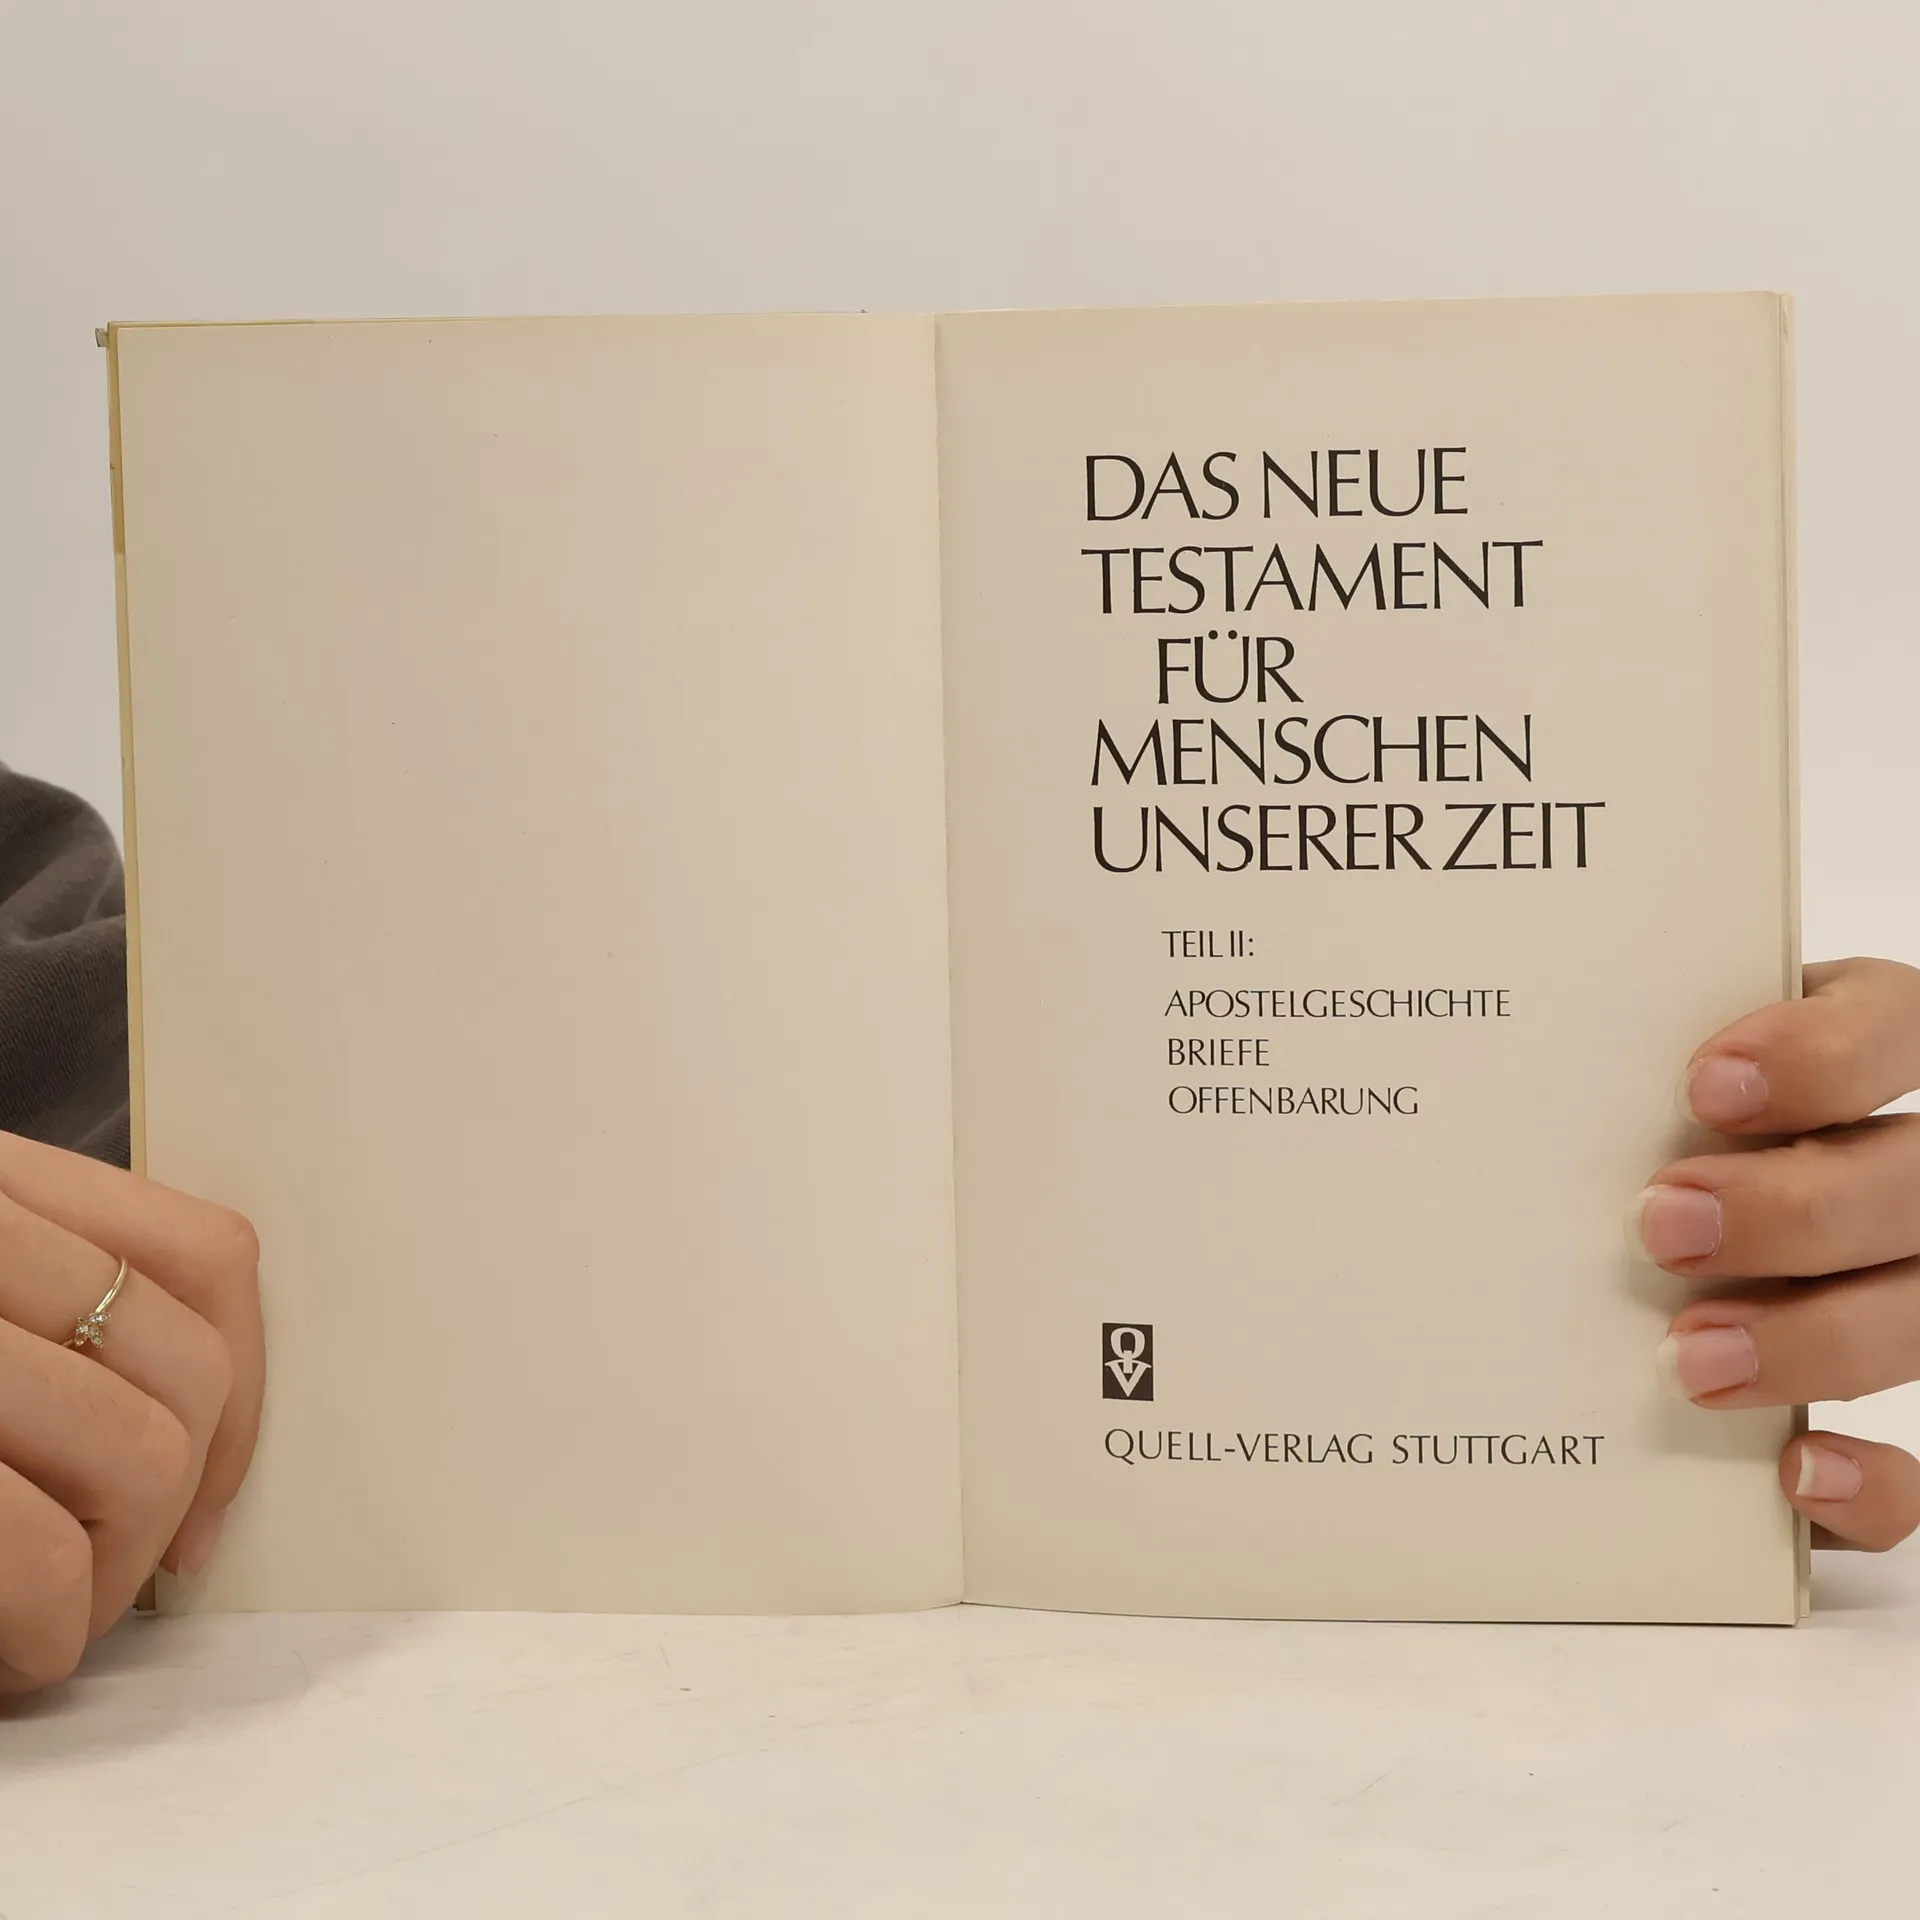 DAS NEUE
TESTAMENT
FÜR
MENSCHEN
UNSERER ZEIT
TEIL II:
APOSTELGESCHICHTE
BRIEFE
OFFENBARUNG
QV
QUELL-VERLAG STUTTGART